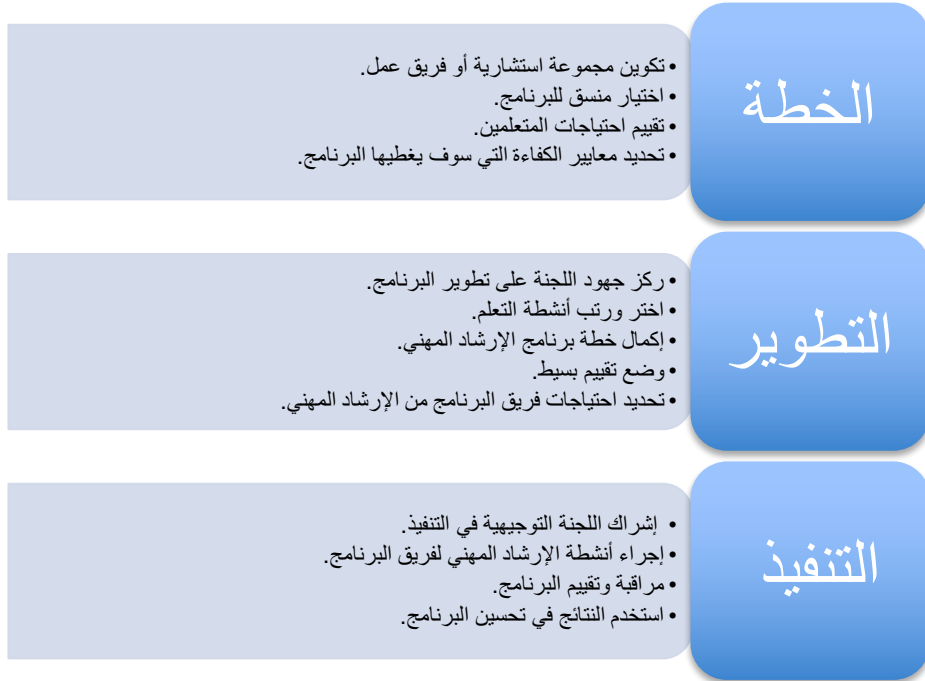 الخطة
• تكوين مجموعة استشارية أو فريق عمل.
• اختيار منسق للبرنامج.
• تقييم احتياجات المتعلمين.
• تحديد معايير الكفاءة التي سوف يغطيها البرنامج.
التطوير
• ركز جهود اللجنة على تطوير البرنامج.
• اختر ورتب أنشطة التعلم.
• إكمال خطة برنامج الإرشاد المهني.
• وضع تقييم بسيط.
• تحديد احتياجات فريق البرنامج من الإرشاد المهني.
التنفيذ
• إشراك اللجنة التوجيهية في التنفيذ.
• إجراء أنشطة الإرشاد المهني لفريق البرنامج.
• مراقبة وتقييم البرنامج.
• استخدم النتائج في تحسين البرنامج.